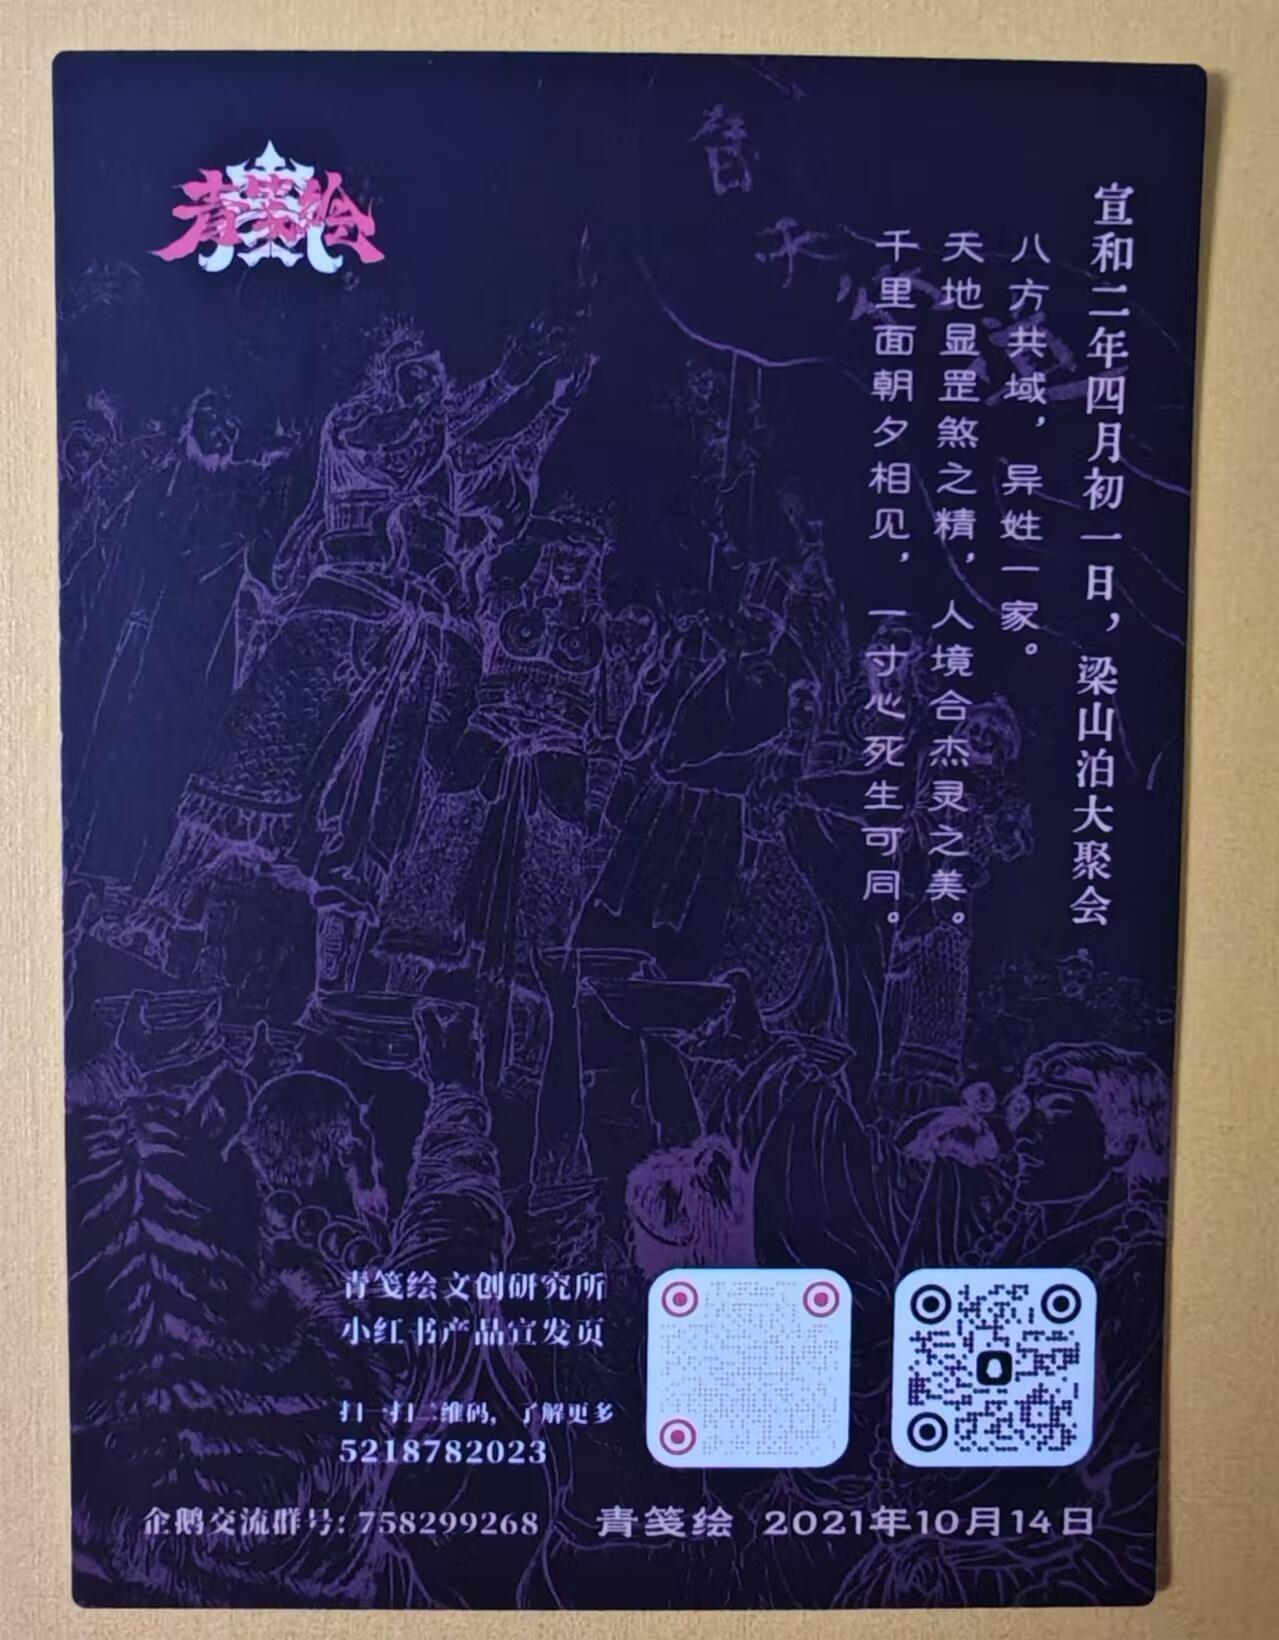 青笺绘
宣和二年四月初一日，梁山泊大聚会
八方共域，异姓一家。
天地显罡煞之精，人境合杰灵之美。
千里面朝夕相见，一寸心死生可同。
青笺绘文创研究所
小红书产品宣发页
扫一扫二维码，了解更多
5218782023
企鹅交流群号：758299268
青笺绘 2021年10月14日